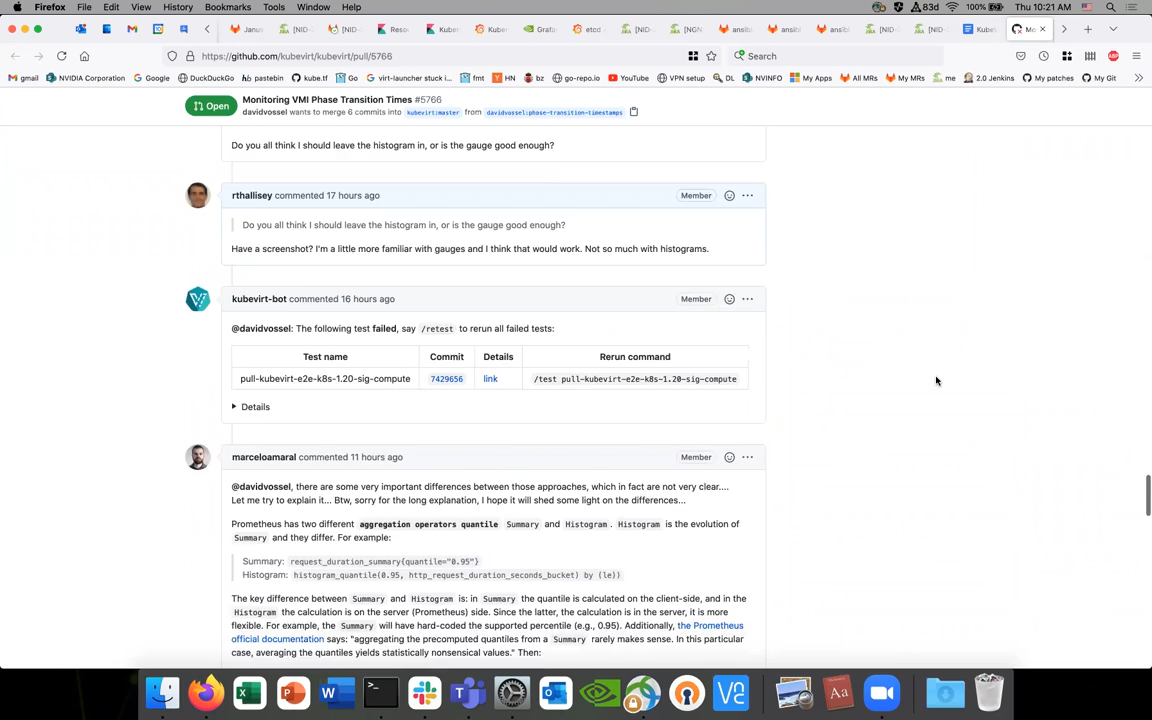 Firefox File Edit View History Bookmarks Tools Window Help
83d 100% Wed Jun 10:21 AM
https://github.com/kubevirt/pull/5766
Search
gmail NVIDIA Corporation Google DuckDuckGo pastebin kube.tf Go virt-launcher stuck i... fmt HN bz go-repo.io YouTube VPN setup DL NVINFO My Apps All MRs My MRs me 2.0 Jenkins My patches My Git
Open
Monitoring VMI Phase Transition Times #5766
davidvossel wants to merge 6 commits into kubevirt:master from davidvossel:phase-transition-timestamps
Do you all think I should leave the histogram in, or is the gauge good enough?
rthallisey commented 17 hours ago Member
Do you all think I should leave the histogram in, or is the gauge good enough?
Have a screenshot? I'm a little more familiar with gauges and I think that would work. Not so much with histograms.
kubevirt-bot commented 16 hours ago Member
@davidvossel: The following test failed, say /retest to rerun all failed tests:
Test name Commit Details Rerun command
pull-kubevirt-e2e-k8s-1.20-sig-compute 7429656 link /test pull-kubevirt-e2e-k8s-1.20-sig-compute
Details
marceloamaral commented 11 hours ago Member
@davidvossel, there are some very important differences between those approaches, which in fact are not very clear....
Let me try to explain it... Btw, sorry for the long explanation, I hope it will shed some light on the differences...
Prometheus has two different aggregation operators quantile Summary and Histogram. Histogram is the evolution of
Summary and they differ. For example:
Summary: request_duration_summary{quantile="0.95"}
Histogram: histogram_quantile(0.95, http_request_duration_seconds_bucket) by (le))
The key difference between Summary and Histogram is: in Summary the quantile is calculated on the client-side, and in the
Histogram the calculation is on the server (Prometheus) side. Since the latter, the calculation is in the server, it is more
flexible. For example, the Summary will have hard-coded the supported percentile (e.g., 0.95). Additionally, the Prometheus
official documentation says: "aggregating the precomputed quantiles from a Summary rarely makes sense. In this particular
case, averaging the quantiles yields statistically nonsensical values." Then: